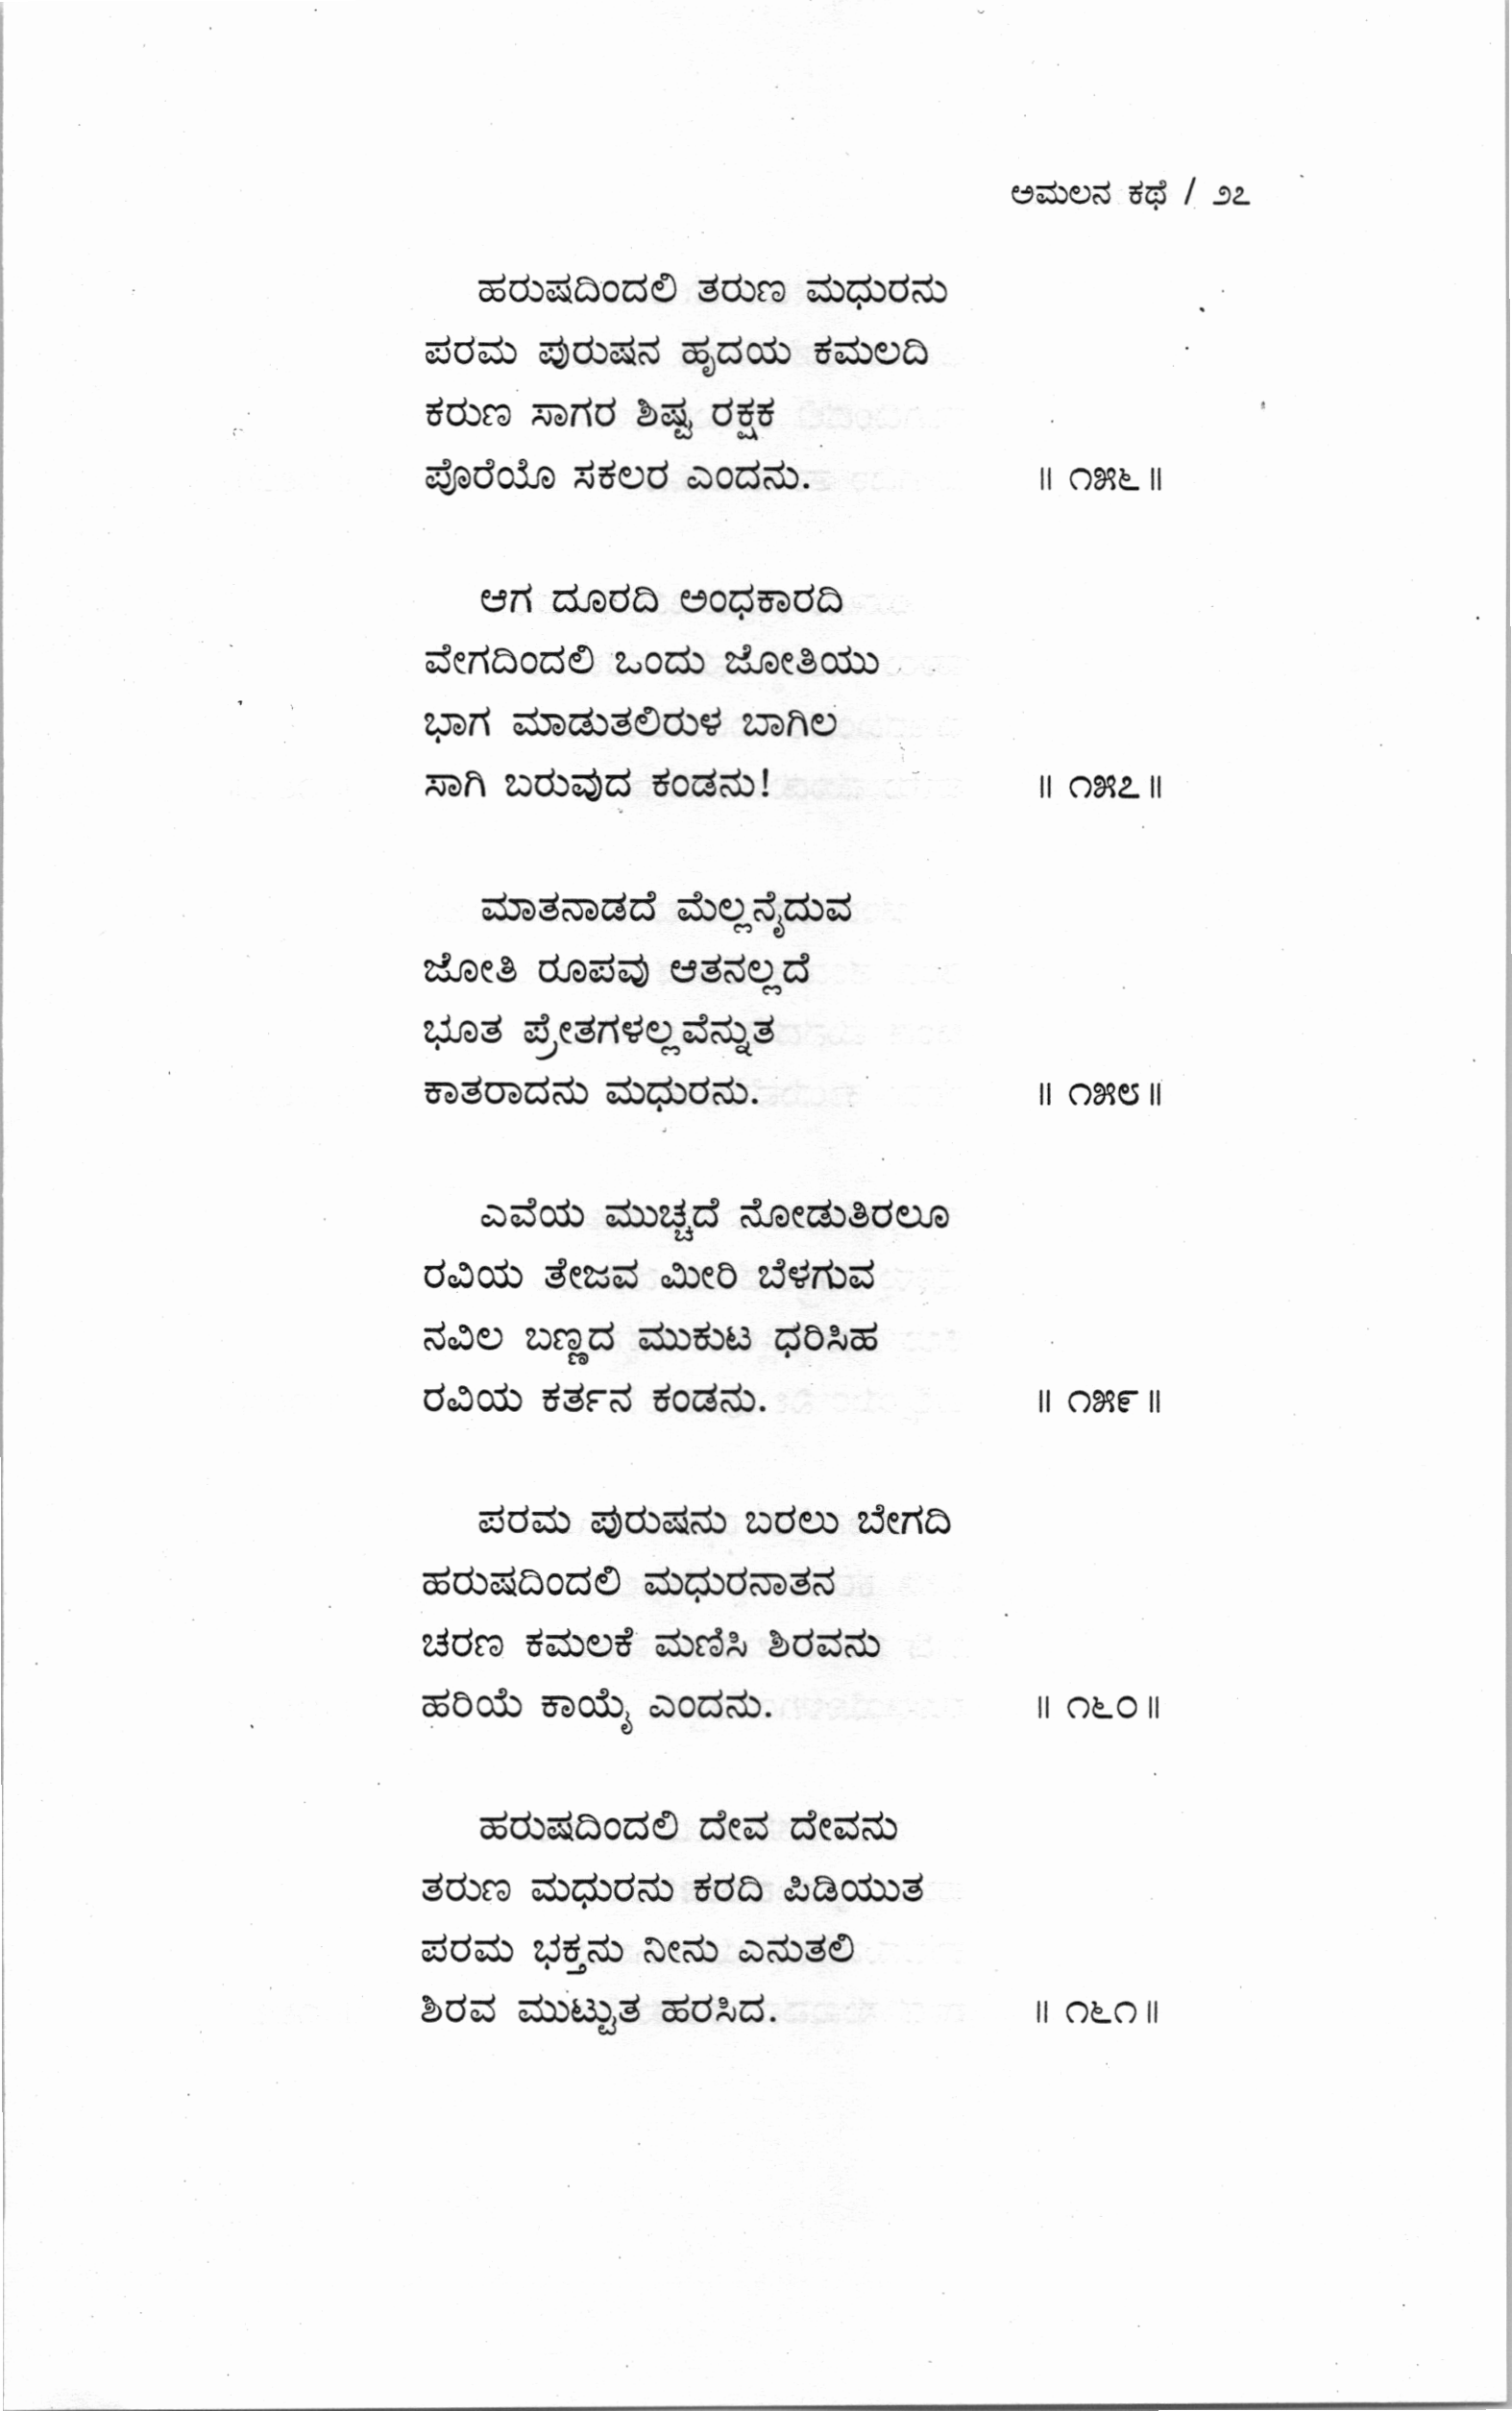 ಅಮಲನ ಕಥೆ / ೨೭
ಹರುಷದಿಂದಲಿ ತರುಣ ಮಧುರನು
ಪರಮ ಪುರುಷನ ಹೃದಯ ಕಮಲದಿ
ಕರುಣ ಸಾಗರ ಶಿಷ್ಟ ರಕ್ಷಕ
ಪೊರೆಯೊ ಸಕಲರ ಎಂದನು. ॥ ೧೫೬ ॥
ಆಗ ದೂರದಿ ಅಂಧಕಾರದಿ
ವೇಗದಿಂದಲಿ ಒಂದು ಜೋತಿಯು
ಭಾಗ ಮಾಡುತಲಿರುಳ ಬಾಗಿಲ
ಸಾಗಿ ಬರುವುದ ಕಂಡನು! ॥ ೧೫೭ ॥
ಮಾತನಾಡದೆ ಮೆಲ್ಲನೈದುವ
ಜೋತಿ ರೂಪವು ಆತನಲ್ಲದೆ
ಭೂತ ಪ್ರೇತಗಳಲ್ಲವೆನ್ನುತ
ಕಾತರಾದನು ಮಧುರನು. ॥ ೧೫೮ ॥
ಎವೆಯ ಮುಚ್ಚದೆ ನೋಡುತಿರಲೂ
ರವಿಯ ತೇಜವ ಮೀರಿ ಬೆಳಗುವ
ನವಿಲ ಬಣ್ಣದ ಮುಕುಟ ಧರಿಸಿಹ
ರವಿಯ ಕರ್ತನ ಕಂಡನು. ॥ ೧೫೯ ॥
ಪರಮ ಪುರುಷನು ಬರಲು ಬೇಗದಿ
ಹರುಷದಿಂದಲಿ ಮಧುರನಾತನ
ಚರಣ ಕಮಲಕೆ ಮಣಿಸಿ ಶಿರವನು
ಹರಿಯೆ ಕಾಯೈ ಎಂದನು. ॥ ೧೬೦ ॥
ಹರುಷದಿಂದಲಿ ದೇವ ದೇವನು
ತರುಣ ಮಧುರನು ಕರದಿ ಪಿಡಿಯುತ
ಪರಮ ಭಕ್ತನು ನೀನು ಎನುತಲಿ
ಶಿರವ ಮುಟ್ಟುತ ಹರಸಿದ. ॥ ೧೬೧ ॥